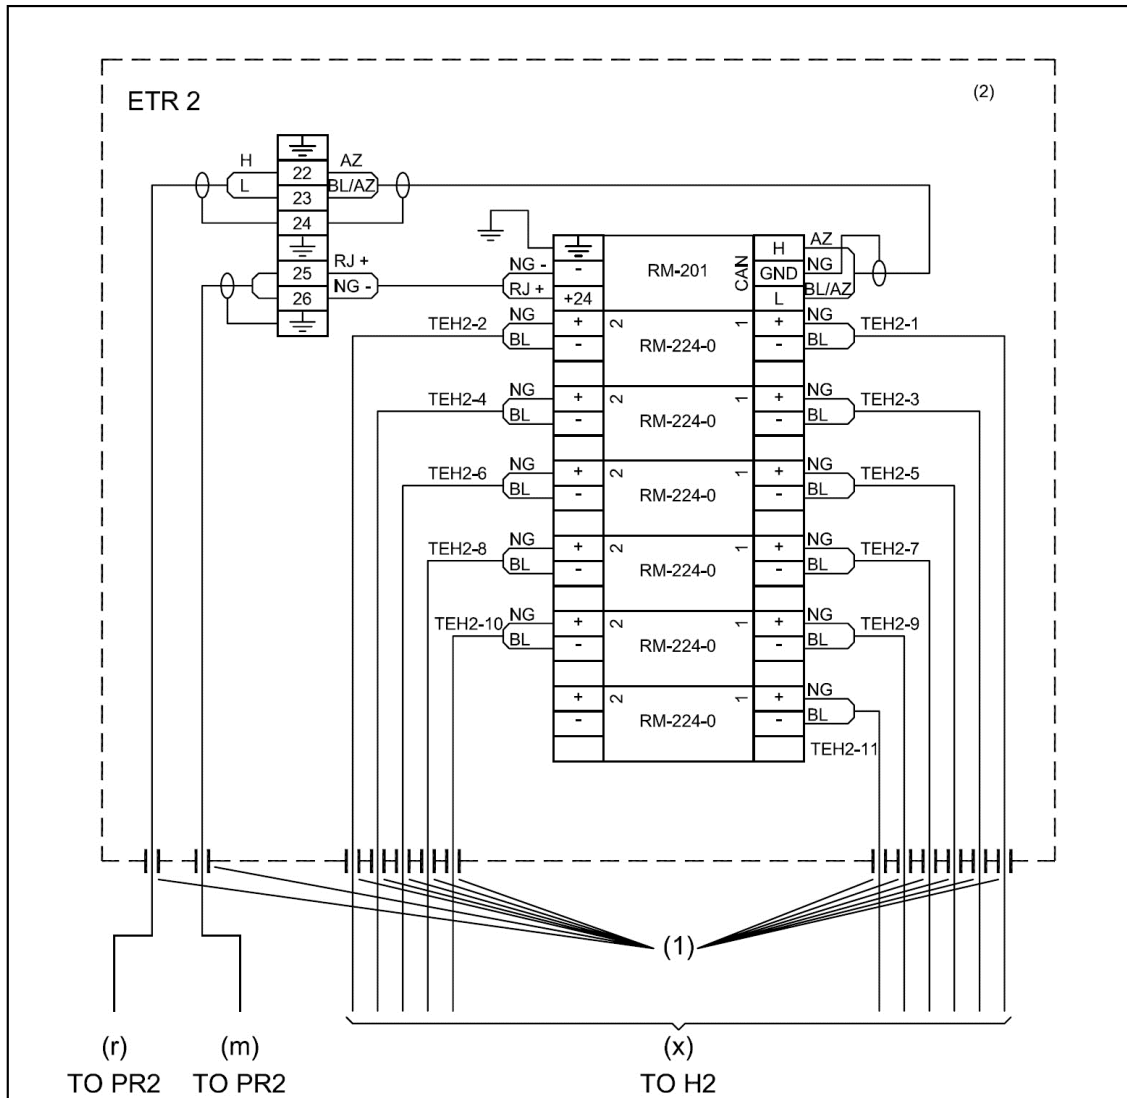 ETR 2
(2)
H 22 AZ
L 23 BL/AZ
24
25 RJ +
26 NG -
NG - -
RJ + +24
RM-201
CAN
H AZ
GND NG
L BL/AZ
TEH2-2 NG + 2 1 + NG TEH2-1
BL - RM-224-0 - BL
TEH2-4 NG + 2 1 + NG TEH2-3
BL - RM-224-0 - BL
TEH2-6 NG + 2 1 + NG TEH2-5
BL - RM-224-0 - BL
TEH2-8 NG + 2 1 + NG TEH2-7
BL - RM-224-0 - BL
TEH2-10 NG + 2 1 + NG TEH2-9
BL - RM-224-0 - BL
+ 2 1 + NG
- RM-224-0 - BL
TEH2-11
(1)
(r) (m) (x)
TO PR2 TO PR2 TO H2